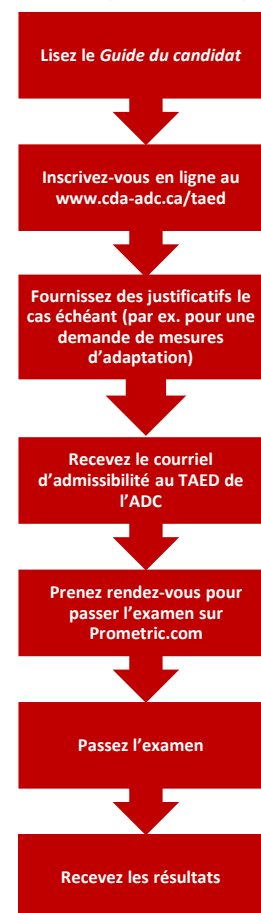 Lisez le Guide du candidat
Inscrivez-vous en ligne au
www.cda-adc.ca/taed
Fournissez des justificatifs le
cas échéant (par ex. pour une
demande de mesures
d’adaptation)
Recevez le courriel
d’admissibilité au TAED de
l’ADC
Prenez rendez-vous pour
passer l’examen sur
Prometric.com
Passez l’examen
Recevez les résultats